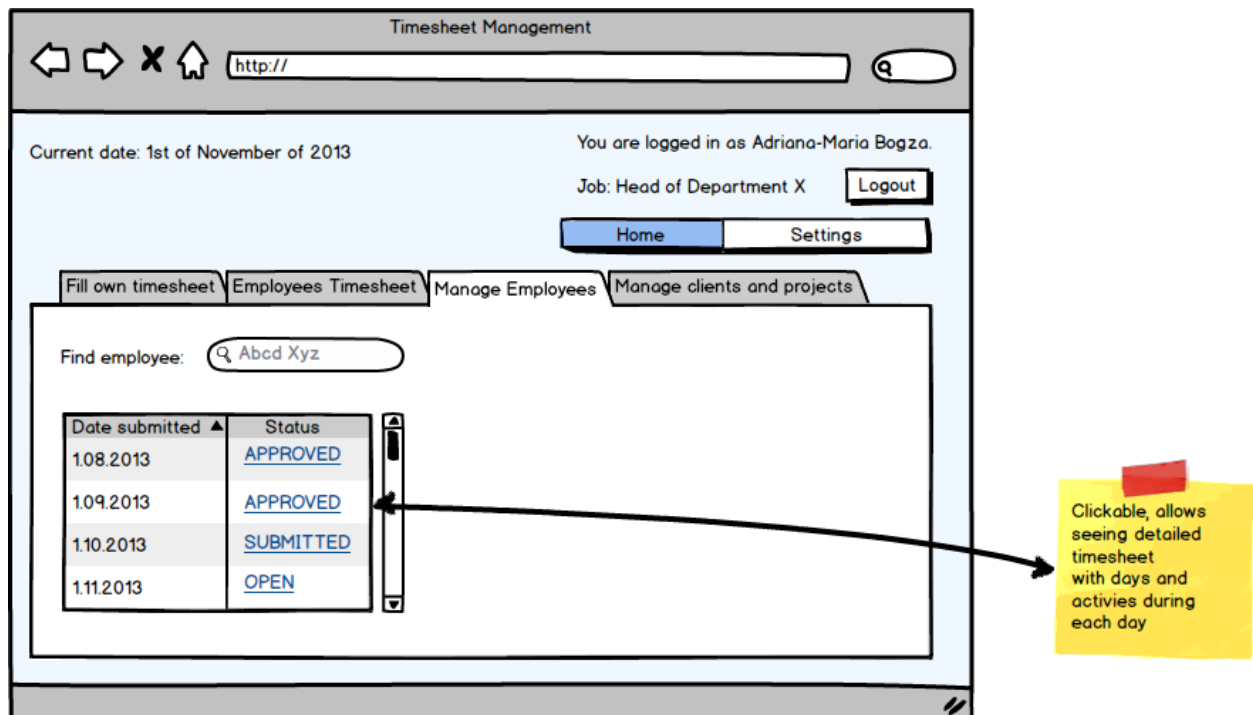 Timesheet Management
http://
Current date: 1st of November of 2013
You are logged in as Adriana-Maria Bogza.
Job: Head of Department X
Logout
Home
Settings
Fill own timesheet
Employees Timesheet
Manage Employees
Manage clients and projects
Find employee:
Abcd Xyz
Date submitted
Status
1.08.2013
APPROVED
1.09.2013
APPROVED
1.10.2013
SUBMITTED
1.11.2013
OPEN
Clickable, allows
seeing detailed
timesheet
with days and
activies during
each day